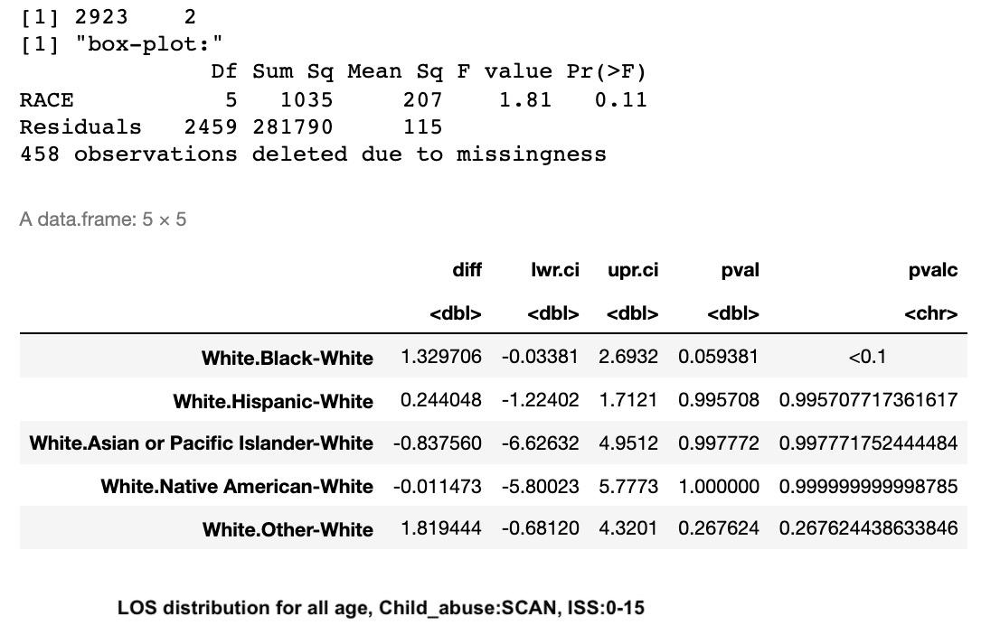 [1] 2923    2
[1] "box-plot:"
              Df Sum Sq Mean Sq F value Pr(>F)
RACE           5   1035     207    1.81   0.11
Residuals   2459 281790     115
458 observations deleted due to missingness
A data.frame: 5 × 5
diff lwr.ci upr.ci pval pvalc
<dbl> <dbl> <dbl> <dbl> <chr>
White.Black-White 1.329706 -0.03381 2.6932 0.059381 <0.1
White.Hispanic-White 0.244048 -1.22402 1.7121 0.995708 0.995707717361617
White.Asian or Pacific Islander-White -0.837560 -6.62632 4.9512 0.997772 0.997771752444484
White.Native American-White -0.011473 -5.80023 5.7773 1.000000 0.999999999998785
White.Other-White 1.819444 -0.68120 4.3201 0.267624 0.267624438633846
LOS distribution for all age, Child_abuse:SCAN, ISS:0-15